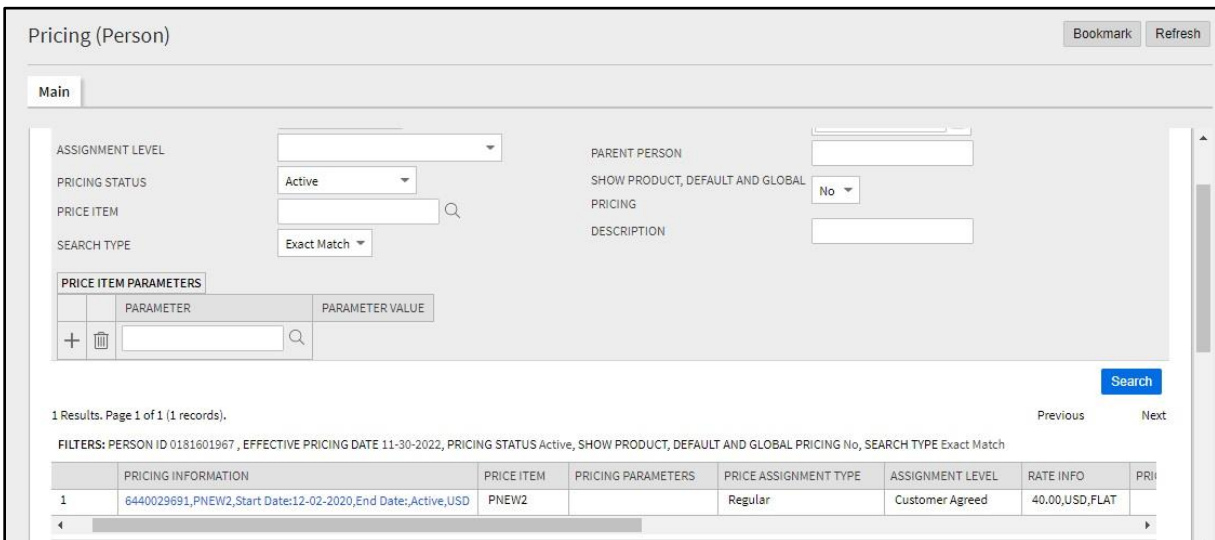 Pricing (Person)
Bookmark
Refresh
Main
ASSIGNMENT LEVEL
PARENT PERSON
PRICING STATUS
Active
SHOW PRODUCT, DEFAULT AND GLOBAL
PRICING
No
PRICE ITEM
DESCRIPTION
SEARCH TYPE
Exact Match
PRICE ITEM PARAMETERS
PARAMETER
PARAMETER VALUE
Search
1 Results. Page 1 of 1 (1 records).
Previous
Next
FILTERS: PERSON ID 0181601967 , EFFECTIVE PRICING DATE 11-30-2022, PRICING STATUS Active, SHOW PRODUCT, DEFAULT AND GLOBAL PRICING No, SEARCH TYPE Exact Match
PRICING INFORMATION
PRICE ITEM
PRICING PARAMETERS
PRICE ASSIGNMENT TYPE
ASSIGNMENT LEVEL
RATE INFO
1
6440029691,PNEW2,Start Date:12-02-2020,End Date:,Active,USD
PNEW2
Regular
Customer Agreed
40.00,USD,FLAT